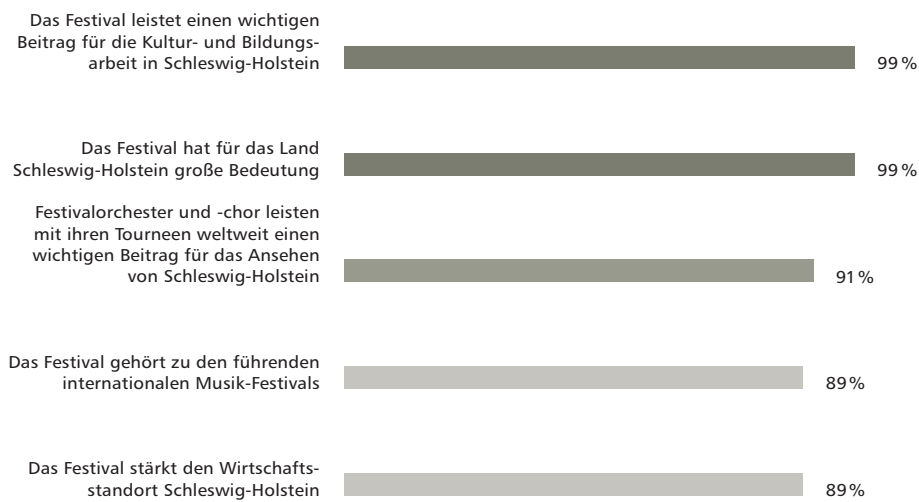 Das Festival leistet einen wichtigen
Beitrag für die Kultur- und Bildungs-
arbeit in Schleswig-Holstein
99 %
Das Festival hat für das Land
Schleswig-Holstein große Bedeutung
99 %
Festivalorchester und -chor leisten
mit ihren Tourneen weltweit einen
wichtigen Beitrag für das Ansehen
von Schleswig-Holstein
91 %
Das Festival gehört zu den führenden
internationalen Musik-Festivals
89 %
Das Festival stärkt den Wirtschafts-
standort Schleswig-Holstein
89 %